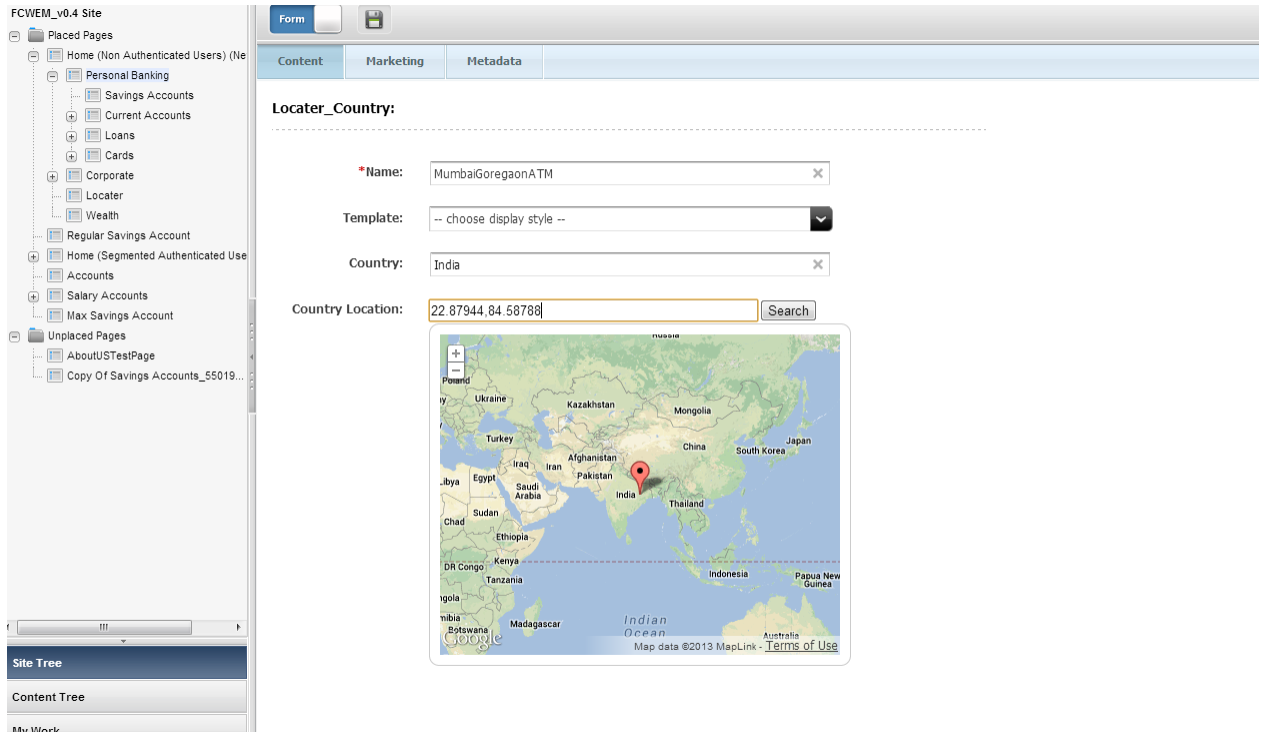 FCWEM_v0.4 Site
Placed Pages
Home (Non Authenticated Users) (Ne
Personal Banking
Savings Accounts
Current Accounts
Loans
Cards
Corporate
Locater
Wealth
Regular Savings Account
Home (Segmented Authenticated Use
Accounts
Salary Accounts
Max Savings Account
Unplaced Pages
AboutUSTestPage
Copy Of Savings Accounts_55019...
Site Tree
Content Tree
My Work
Form
Content Marketing Metadata
Locater_Country:
*Name: MumbaiGoregaonATM
Template: -- choose display style --
Country: India
Country Location: 22.87944,84.58788 Search
Russia
Poland
Ukraine
Kazakhstan
Mongolia
Turkey
China
Japan
South Korea
Iraq
Iran
Afghanistan
Pakistan
Libya
Egypt
Saudi
Arabia
India
Thailand
Sudan
Chad
Ethiopia
Kenya
DR Congo
Tanzania
Indonesia
Papua New
Guinea
ngola
mibia
Botswana
Madagascar
Indian
Ocean
Australia
Google
Map data ©2013 MapLink - Terms of Use